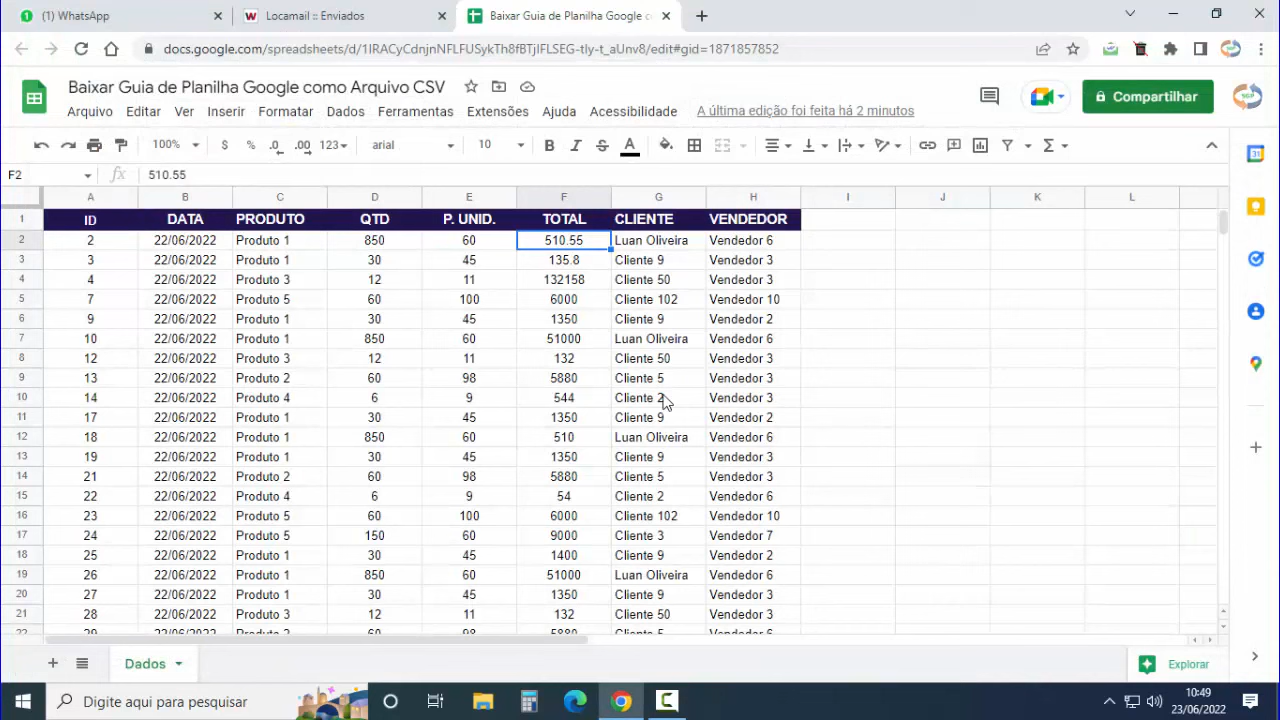 (1) WhatsApp
Locamail :: Enviados
Baixar Guia de Planilha Google c
docs.google.com/spreadsheets/d/1IRACyCdnjnNFLFUSykTh8fBTjIFLSEG-tly-t_aUnv8/edit#gid=1871857852
Baixar Guia de Planilha Google como Arquivo CSV
Arquivo Editar Ver Inserir Formatar Dados Ferramentas Extensões Ajuda Acessibilidade A última edição foi feita há 2 minutos
Compartilhar
100% $ % .0 .00 123 arial 10 B I S A Σ
F2 fx 510.55
A B C D E F G H I J K L
1 ID DATA PRODUTO QTD P. UNID. TOTAL CLIENTE VENDEDOR
2 2 22/06/2022 Produto 1 850 60 510.55 Luan Oliveira Vendedor 6
3 3 22/06/2022 Produto 1 30 45 135.8 Cliente 9 Vendedor 3
4 4 22/06/2022 Produto 3 12 11 132158 Cliente 50 Vendedor 3
5 7 22/06/2022 Produto 5 60 100 6000 Cliente 102 Vendedor 10
6 9 22/06/2022 Produto 1 30 45 1350 Cliente 9 Vendedor 2
7 10 22/06/2022 Produto 1 850 60 51000 Luan Oliveira Vendedor 6
8 12 22/06/2022 Produto 3 12 11 132 Cliente 50 Vendedor 3
9 13 22/06/2022 Produto 2 60 98 5880 Cliente 5 Vendedor 3
10 14 22/06/2022 Produto 4 6 9 544 Cliente 2 Vendedor 3
11 17 22/06/2022 Produto 1 30 45 1350 Cliente 9 Vendedor 2
12 18 22/06/2022 Produto 1 850 60 510 Luan Oliveira Vendedor 6
13 19 22/06/2022 Produto 1 30 45 1350 Cliente 9 Vendedor 3
14 21 22/06/2022 Produto 2 60 98 5880 Cliente 5 Vendedor 3
15 22 22/06/2022 Produto 4 6 9 54 Cliente 2 Vendedor 6
16 23 22/06/2022 Produto 5 60 100 6000 Cliente 102 Vendedor 10
17 24 22/06/2022 Produto 5 150 60 9000 Cliente 3 Vendedor 7
18 25 22/06/2022 Produto 1 30 45 1400 Cliente 9 Vendedor 2
19 26 22/06/2022 Produto 1 850 60 51000 Luan Oliveira Vendedor 6
20 27 22/06/2022 Produto 1 30 45 1350 Cliente 9 Vendedor 3
21 28 22/06/2022 Produto 3 12 11 132 Cliente 50 Vendedor 3
22 29 22/06/2022 Produto 2 60 98 5880 Cliente 5 Vendedor 6
Dados
Explorar
Digite aqui para pesquisar
10:49
23/06/2022